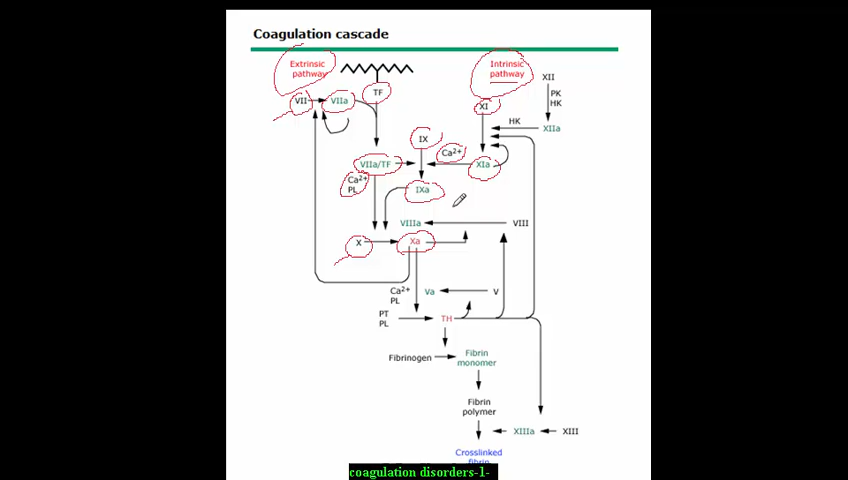 Coagulation cascade
Extrinsic
pathway
Intrinsic
pathway
XII
PK
HK
TF
VII
VIIa
XI
HK
XIIa
IX
Ca2+
VIIa/TF
XIa
Ca2+
PL
IXa
VIIIa
VIII
X
Xa
Ca2+
PL
Va
V
PT
PL
TH
Fibrinogen
Fibrin
monomer
Fibrin
polymer
XIIIa
XIII
Crosslinked
fibrin
coagulation disorders-1-